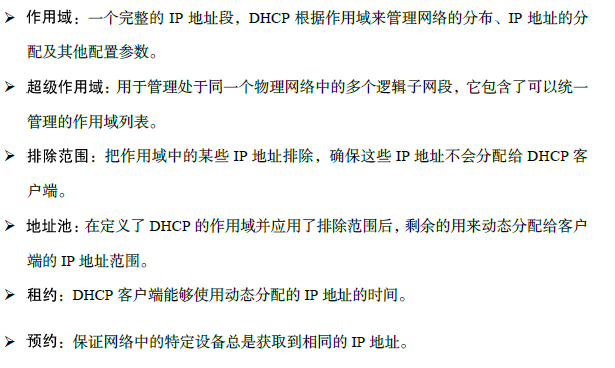 ➢ 作用域：一个完整的 IP 地址段，DHCP 根据作用域来管理网络的分布、IP 地址的分
配及其他配置参数。
➢ 超级作用域：用于管理处于同一个物理网络中的多个逻辑子网段，它包含了可以统一
管理的作用域列表。
➢ 排除范围：把作用域中的某些 IP 地址排除，确保这些 IP 地址不会分配给 DHCP 客
户端。
➢ 地址池：在定义了 DHCP 的作用域并应用了排除范围后，剩余的用来动态分配给客户
端的 IP 地址范围。
➢ 租约：DHCP 客户端能够使用动态分配的 IP 地址的时间。
➢ 预约：保证网络中的特定设备总是获取到相同的 IP 地址。